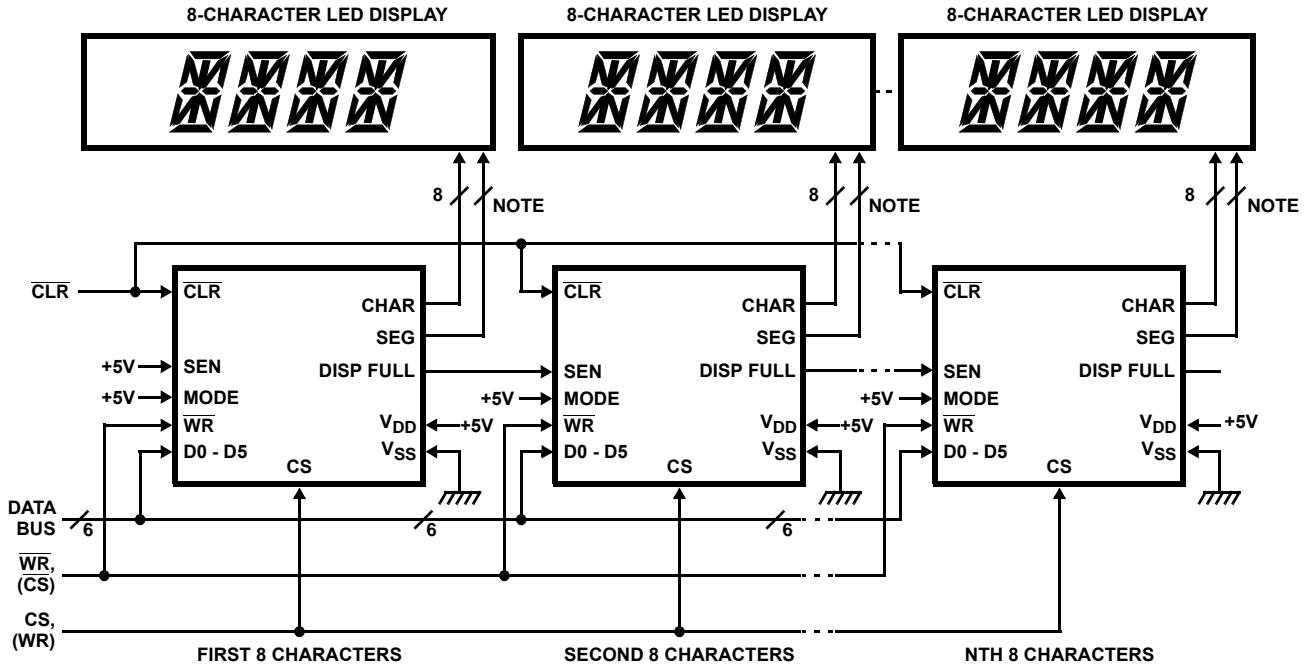 8-CHARACTER LED DISPLAY
8-CHARACTER LED DISPLAY
8-CHARACTER LED DISPLAY
8
NOTE
8
NOTE
8
NOTE
CLR
CLR
CHAR
SEG
+5V
SEN
DISP FULL
+5V
MODE
WR
VDD
+5V
D0 - D5
VSS
CS
CLR
CHAR
SEG
SEN
DISP FULL
+5V
MODE
WR
VDD
+5V
D0 - D5
VSS
CS
CLR
CHAR
SEG
SEN
DISP FULL
+5V
MODE
WR
VDD
+5V
D0 - D5
VSS
CS
DATA
BUS
6
6
6
WR,
(CS)
CS,
(WR)
FIRST 8 CHARACTERS
SECOND 8 CHARACTERS
NTH 8 CHARACTERS